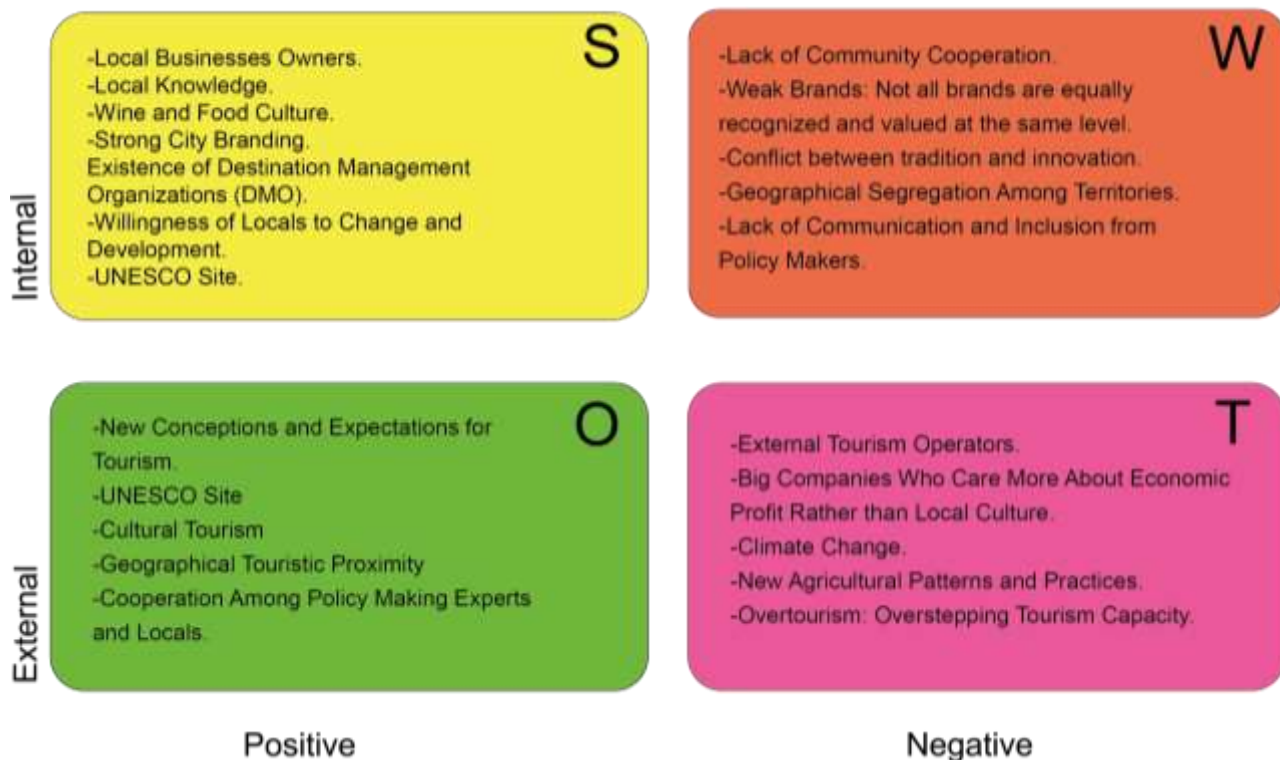 Internal
S
-Local Businesses Owners.
-Local Knowledge.
-Wine and Food Culture.
-Strong City Branding.
Existence of Destination Management
Organizations (DMO).
-Willingness of Locals to Change and
Development.
-UNESCO Site.
W
-Lack of Community Cooperation.
-Weak Brands: Not all brands are equally
recognized and valued at the same level.
-Conflict between tradition and innovation.
-Geographical Segregation Among Territories.
-Lack of Communication and Inclusion from
Policy Makers.
External
O
-New Conceptions and Expectations for
Tourism.
-UNESCO Site
-Cultural Tourism
-Geographical Touristic Proximity
-Cooperation Among Policy Making Experts
and Locals.
T
-External Tourism Operators.
-Big Companies Who Care More About Economic
Profit Rather than Local Culture.
-Climate Change.
-New Agricultural Patterns and Practices.
-Overtourism: Overstepping Tourism Capacity.
Positive
Negative